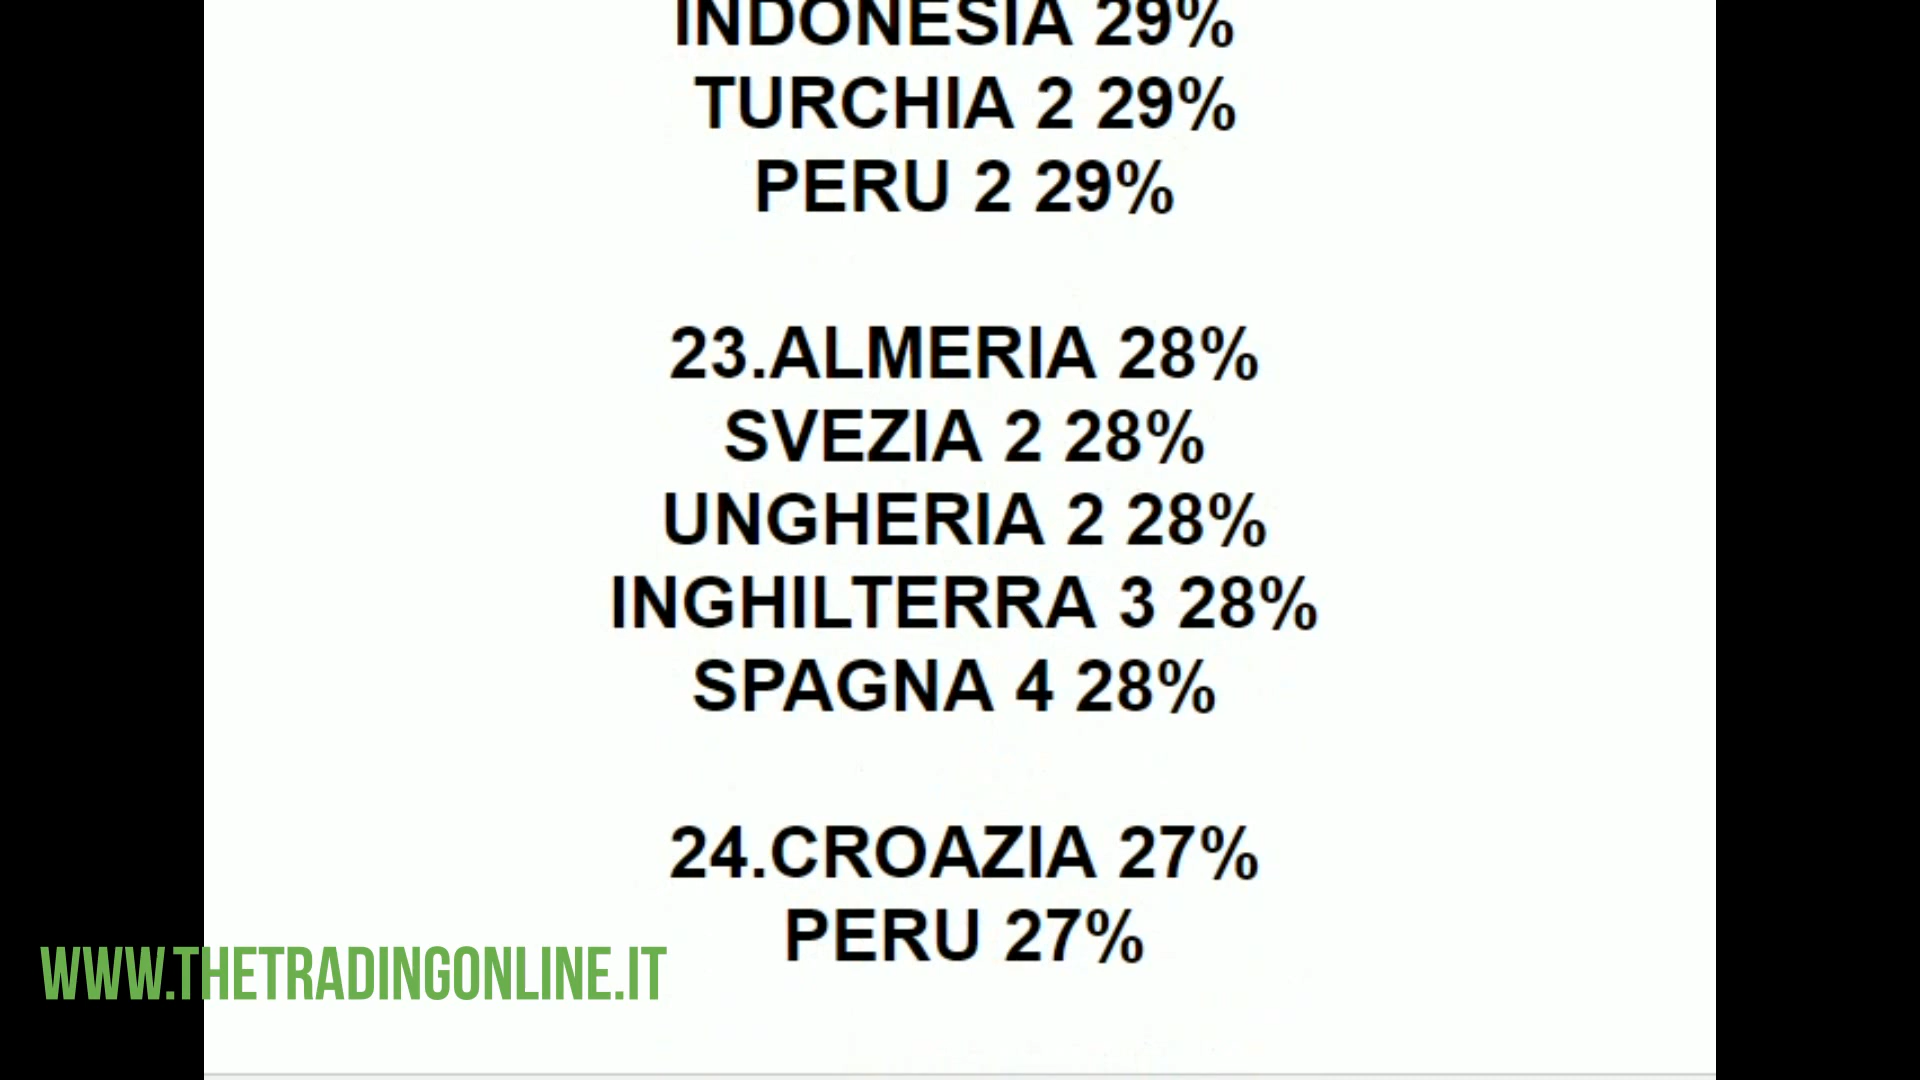 INDONESIA 29%
TURCHIA 2 29%
PERU 2 29%
23.ALMERIA 28%
SVEZIA 2 28%
UNGHERIA 2 28%
INGHILTERRA 3 28%
SPAGNA 4 28%
24.CROAZIA 27%
PERU 27%
WWW.THETRADINGONLINE.IT